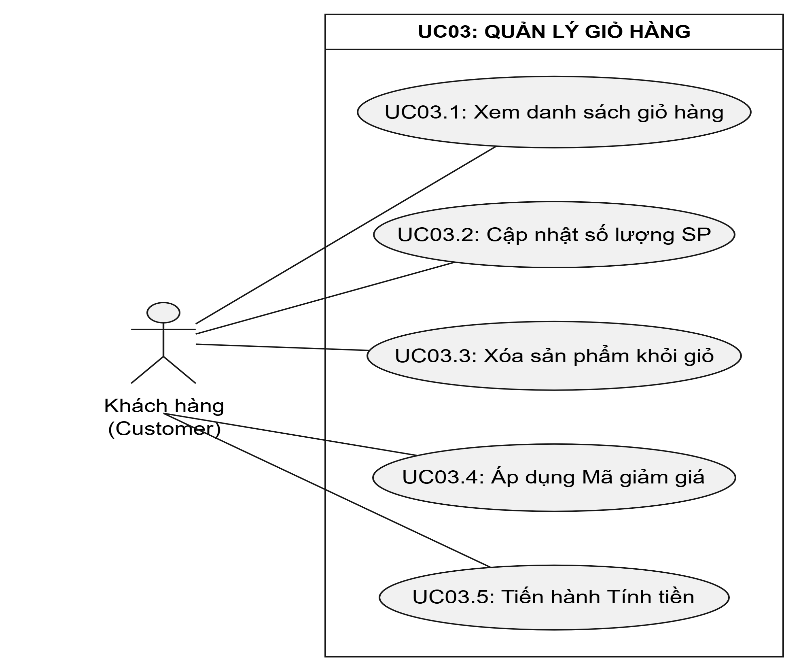 UC03: QUẢN LÝ GIỎ HÀNG
UC03.1: Xem danh sách giỏ hàng
UC03.2: Cập nhật số lượng SP
UC03.3: Xóa sản phẩm khỏi giỏ
Khách hàng
(Customer)
UC03.4: Áp dụng Mã giảm giá
UC03.5: Tiến hành Tính tiền